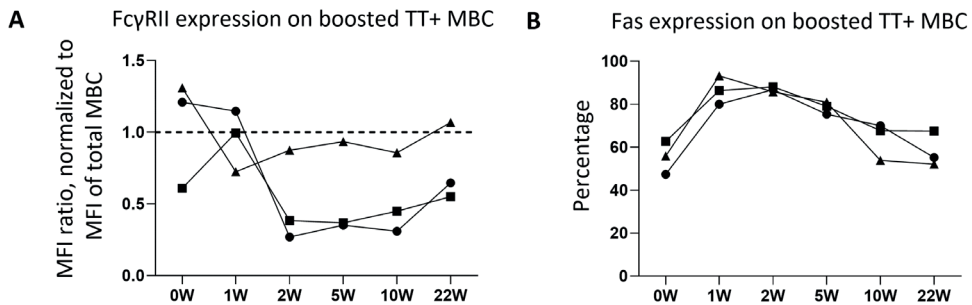 A
FcγRII expression on boosted TT+ MBC
MFI ratio, normalized to
MFI of total MBC
1.5
1.0
0.5
0.0
0W 1W 2W 5W 10W 22W
B
Fas expression on boosted TT+ MBC
Percentage
100
80
60
40
20
0
0W 1W 2W 5W 10W 22W